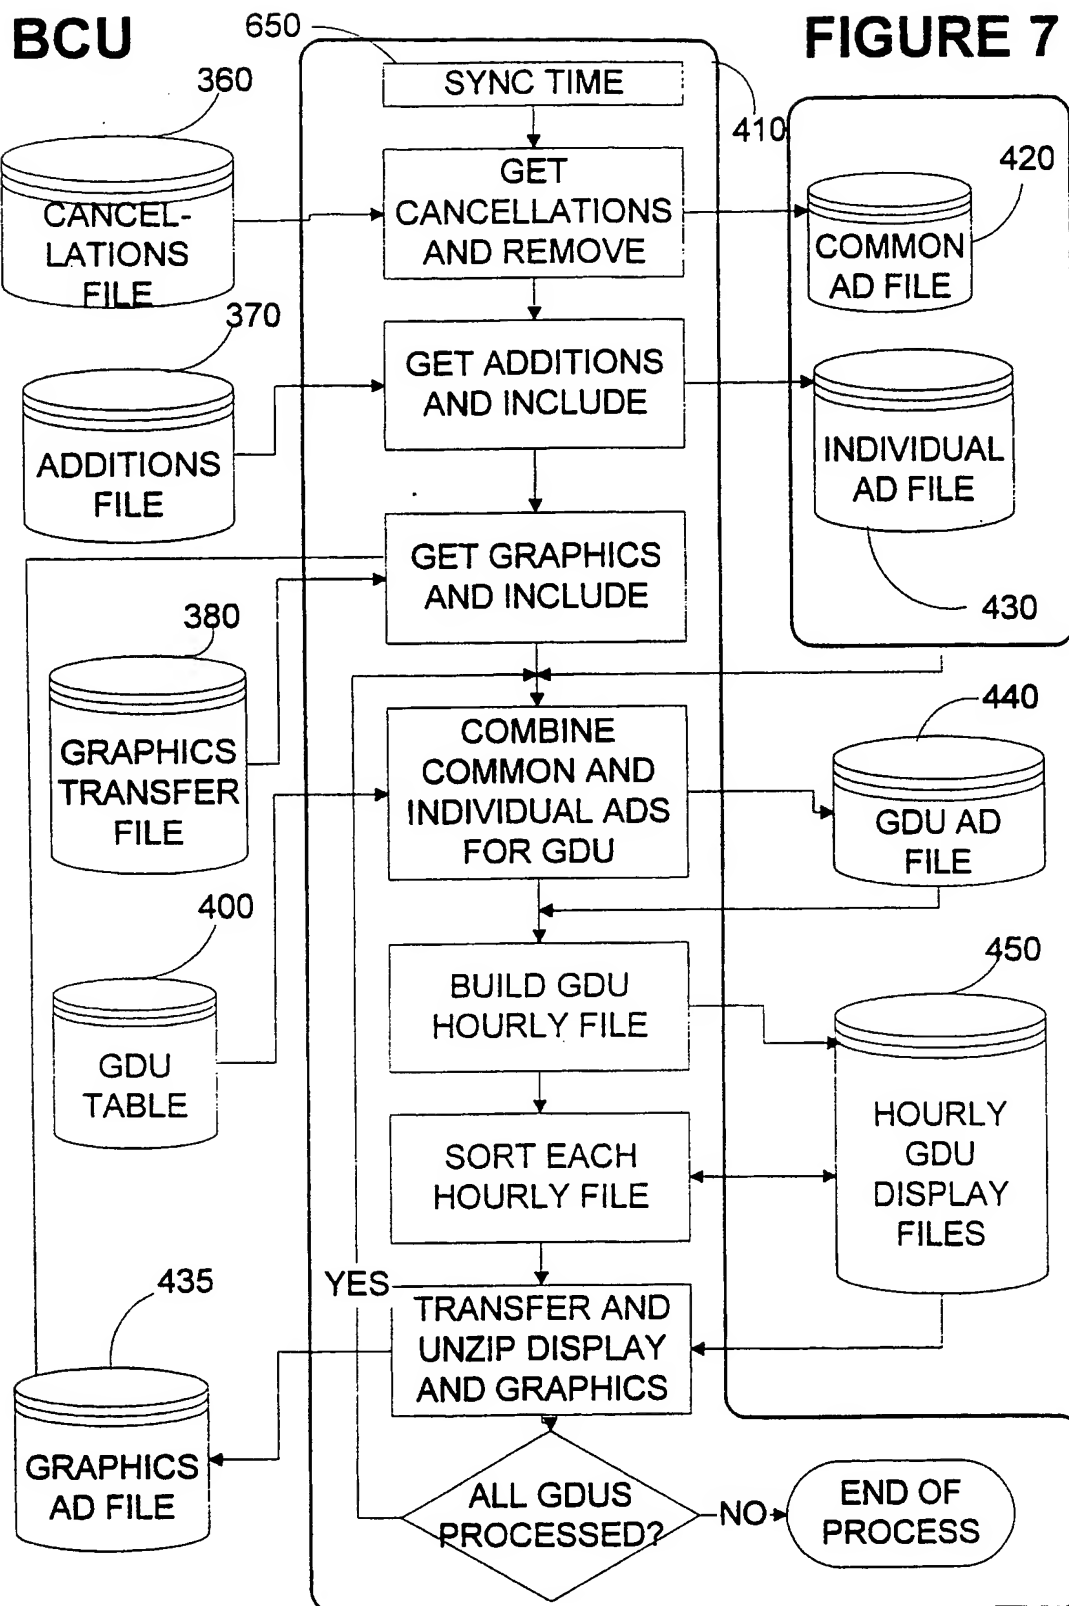 BCU
650
FIGURE 7
SYNC TIME
360
410
420
GET
CANCELLATIONS
AND REMOVE
CANCEL-
LATIONS
FILE
COMMON
AD FILE
370
GET ADDITIONS
AND INCLUDE
ADDITIONS
FILE
INDIVIDUAL
AD FILE
GET GRAPHICS
AND INCLUDE
430
380
440
GRAPHICS
TRANSFER
FILE
COMBINE
COMMON AND
INDIVIDUAL ADS
FOR GDU
GDU AD
FILE
400
450
BUILD GDU
HOURLY FILE
GDU
TABLE
HOURLY
GDU
DISPLAY
FILES
SORT EACH
HOURLY FILE
435
YES
TRANSFER AND
UNZIP DISPLAY
AND GRAPHICS
GRAPHICS
AD FILE
ALL GDUS
PROCESSED?
NO
END OF
PROCESS